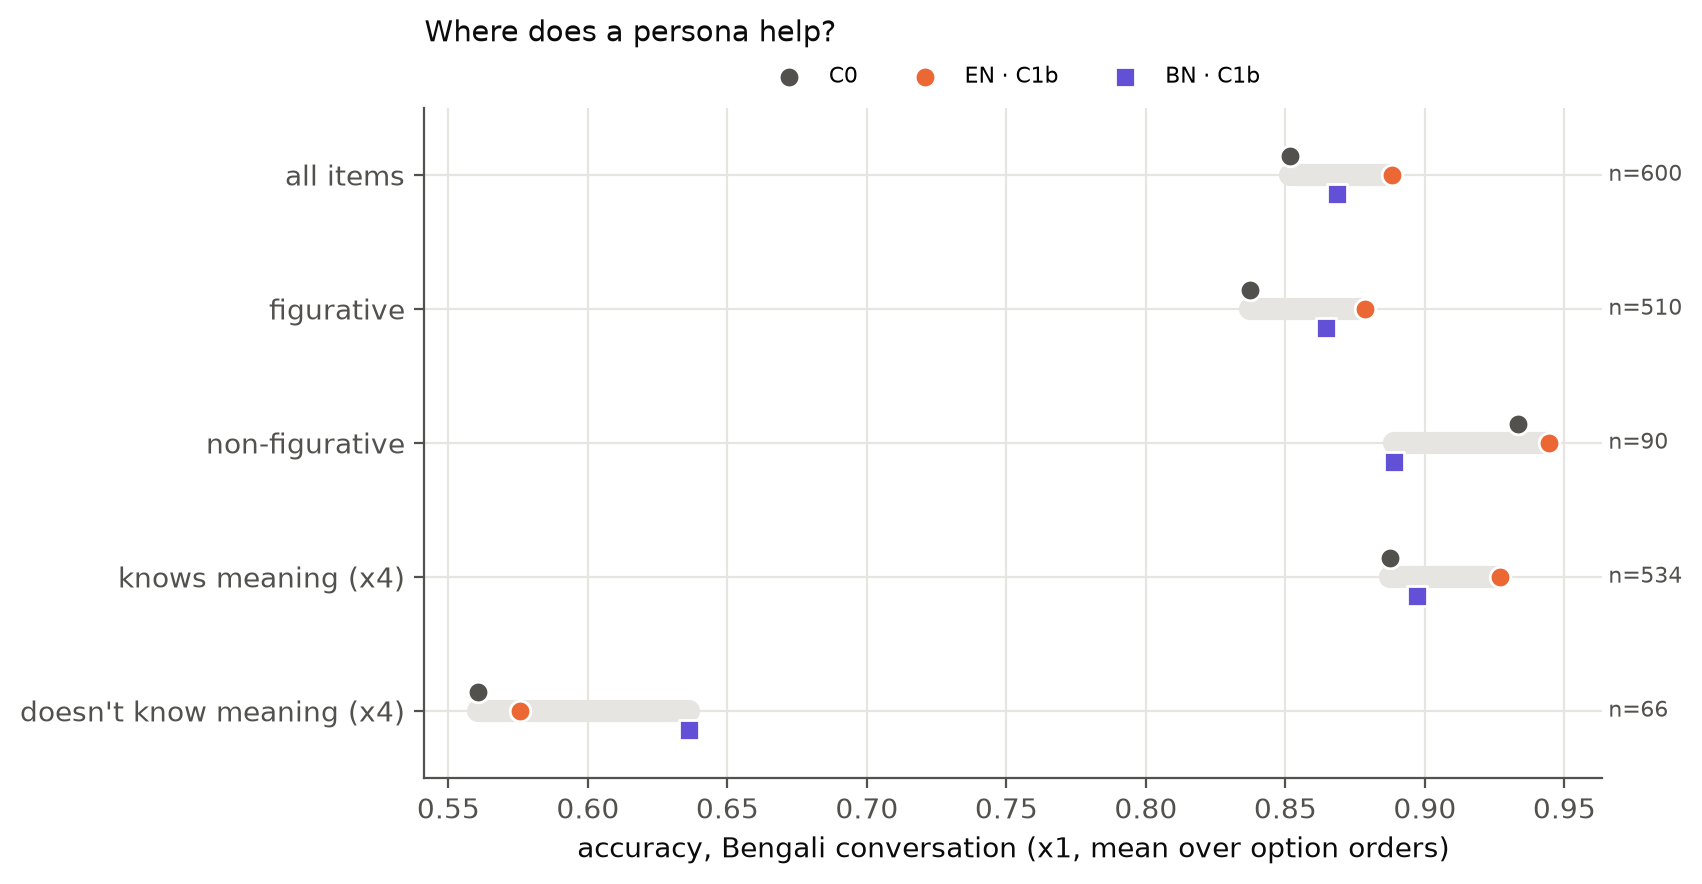 Where does a persona help?
C0 EN · C1b BN · C1b
all items n=600
figurative n=510
non-figurative n=90
knows meaning (x4) n=534
doesn't know meaning (x4) n=66
0.55 0.60 0.65 0.70 0.75 0.80 0.85 0.90 0.95
accuracy, Bengali conversation (x1, mean over option orders)